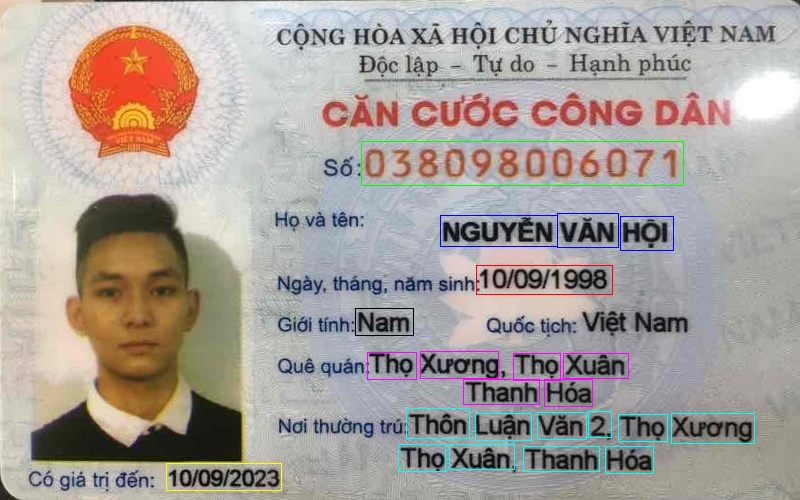 CỘNG HÒA XÃ HỘI CHỦ NGHĨA VIỆT NAM
Độc lập - Tự do - Hạnh phúc
CĂN CƯỚC CÔNG DÂN
Số: 038098006071
Họ và tên: NGUYỄN VĂN HỘI
Ngày, tháng, năm sinh: 10/09/1998
Giới tính: Nam Quốc tịch: Việt Nam
Quê quán: Thọ Xương, Thọ Xuân
Thanh Hóa
Nơi thường trú: Thôn Luận Văn 2, Thọ Xương
Thọ Xuân, Thanh Hóa
Có giá trị đến: 10/09/2023
VIỆT NAM